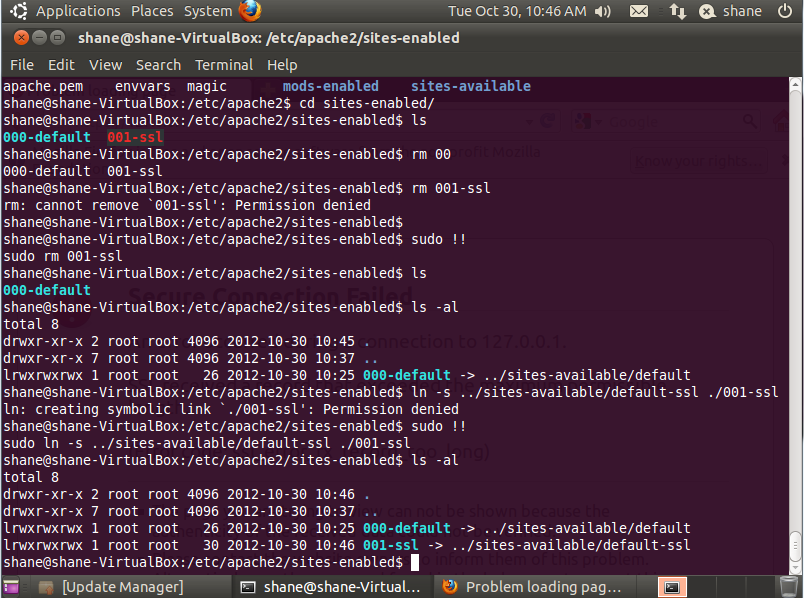 Applications Places System Tue Oct 30, 10:46 AM shane
shane@shane-VirtualBox: /etc/apache2/sites-enabled
File Edit View Search Terminal Help
apache.pem envvars magic mods-enabled sites-available
shane@shane-VirtualBox:/etc/apache2$ cd sites-enabled/
shane@shane-VirtualBox:/etc/apache2/sites-enabled$ ls
000-default 001-ssl
shane@shane-VirtualBox:/etc/apache2/sites-enabled$ rm 00
000-default 001-ssl
shane@shane-VirtualBox:/etc/apache2/sites-enabled$ rm 001-ssl
rm: cannot remove `001-ssl': Permission denied
shane@shane-VirtualBox:/etc/apache2/sites-enabled$
shane@shane-VirtualBox:/etc/apache2/sites-enabled$ sudo !!
sudo rm 001-ssl
shane@shane-VirtualBox:/etc/apache2/sites-enabled$ ls
000-default
shane@shane-VirtualBox:/etc/apache2/sites-enabled$ ls -al
total 8
drwxr-xr-x 2 root root 4096 2012-10-30 10:45 .
drwxr-xr-x 7 root root 4096 2012-10-30 10:37 ..
lrwxrwxrwx 1 root root   26 2012-10-30 10:25 000-default -> ../sites-available/default
shane@shane-VirtualBox:/etc/apache2/sites-enabled$ ln -s ../sites-available/default-ssl ./001-ssl
ln: creating symbolic link `./001-ssl': Permission denied
shane@shane-VirtualBox:/etc/apache2/sites-enabled$ sudo !!
sudo ln -s ../sites-available/default-ssl ./001-ssl
shane@shane-VirtualBox:/etc/apache2/sites-enabled$ ls -al
total 8
drwxr-xr-x 2 root root 4096 2012-10-30 10:46 .
drwxr-xr-x 7 root root 4096 2012-10-30 10:37 ..
lrwxrwxrwx 1 root root   26 2012-10-30 10:25 000-default -> ../sites-available/default
lrwxrwxrwx 1 root root   30 2012-10-30 10:46 001-ssl -> ../sites-available/default-ssl
shane@shane-VirtualBox:/etc/apache2/sites-enabled$
[Update Manager] shane@shane-Virtual... Problem loading pag...